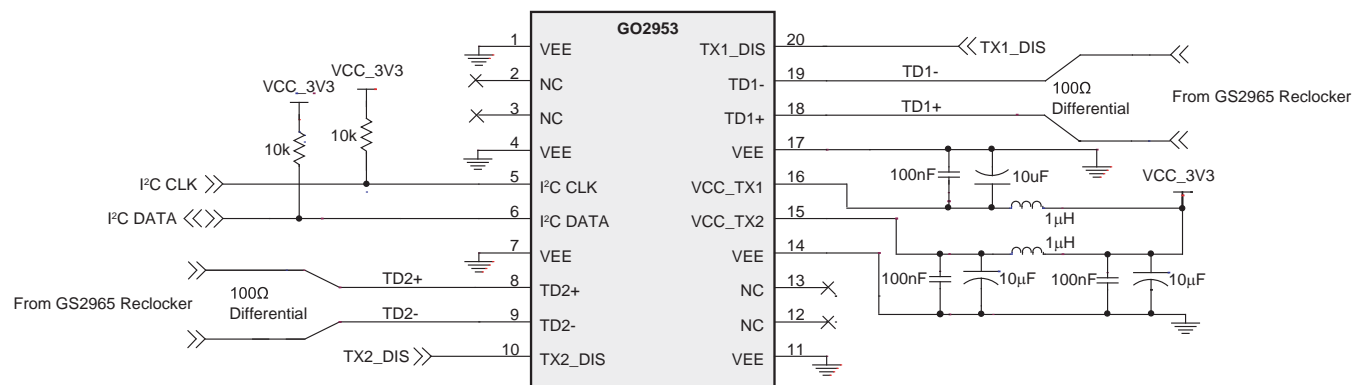 GO2953
1 VEE
2 NC
3 NC
4 VEE
5 I²C CLK
6 I²C DATA
7 VEE
8 TD2+
9 TD2-
10 TX2_DIS
20 TX1_DIS
19 TD1-
18 TD1+
17 VEE
16 VCC_TX1
15 VCC_TX2
14 VEE
13 NC
12 NC
11 VEE
VCC_3V3
VCC_3V3
10k
10k
I²C CLK
I²C DATA
TD2+
100Ω
Differential
From GS2965 Reclocker
TD2-
TX2_DIS
TX1_DIS
TD1-
100Ω
Differential
From GS2965 Reclocker
TD1+
100nF
10uF
VCC_3V3
1µH
1µH
100nF
10µF
100nF
10µF